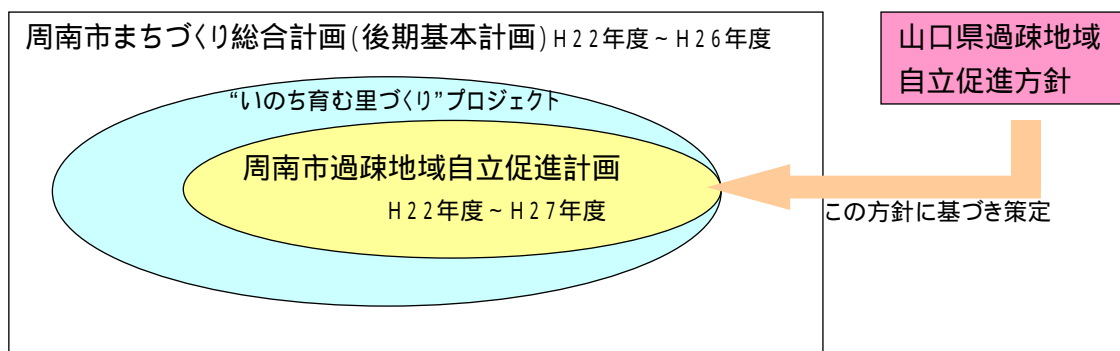 周南市まちづくり総合計画(後期基本計画)H22年度~H26年度
山口県過疎地域
自立促進方針
“いのち育む里づくり”プロジェクト
周南市過疎地域自立促進計画
H22年度~H27年度
この方針に基づき策定